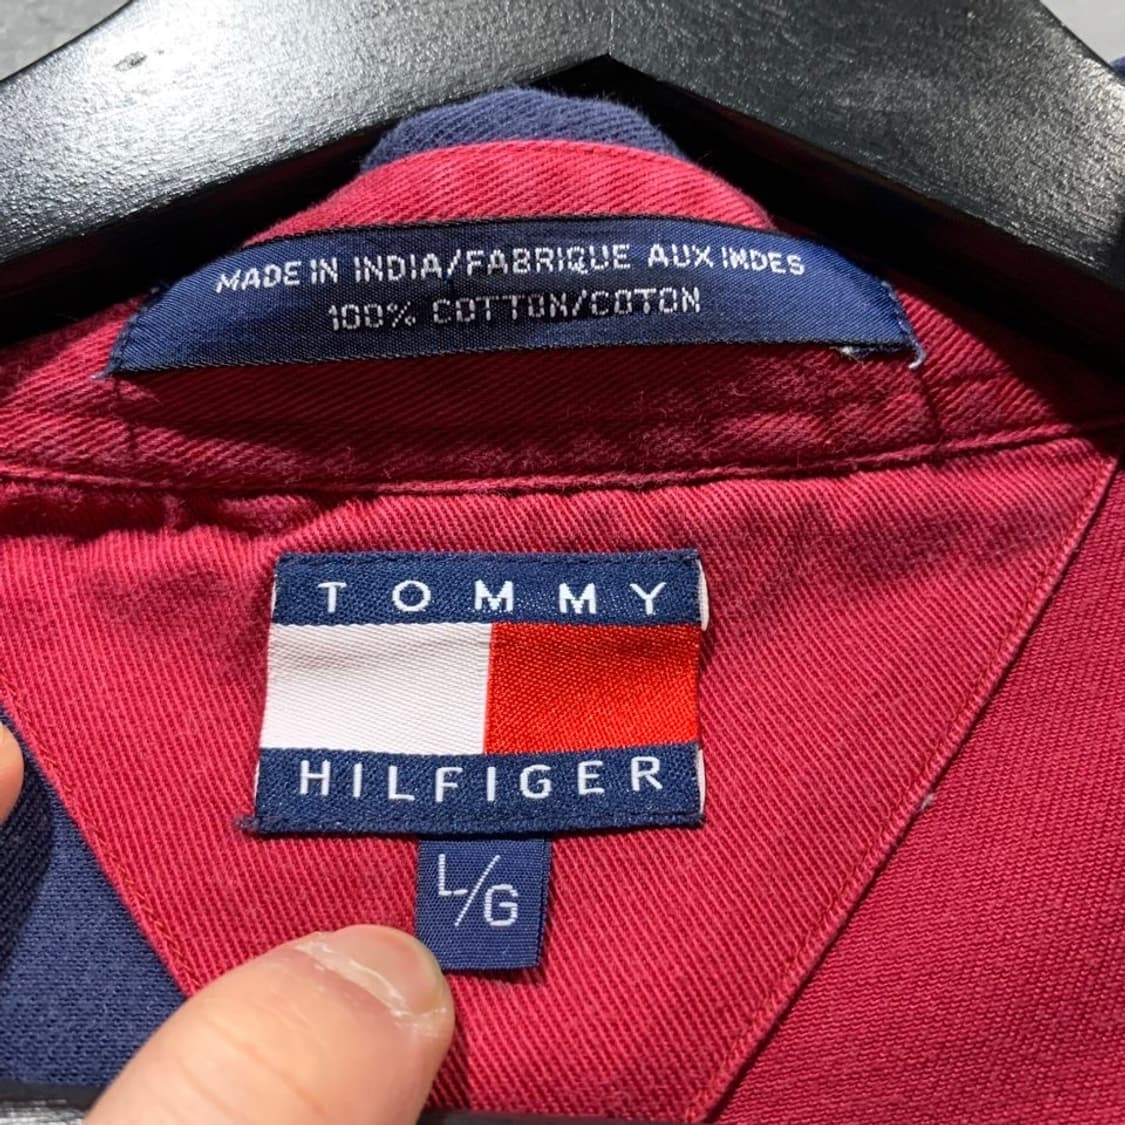 MADE IN INDIA/FABRIQUE AUX INDES
100% COTTON/COTON
TOMMY
HILFIGER
L/G